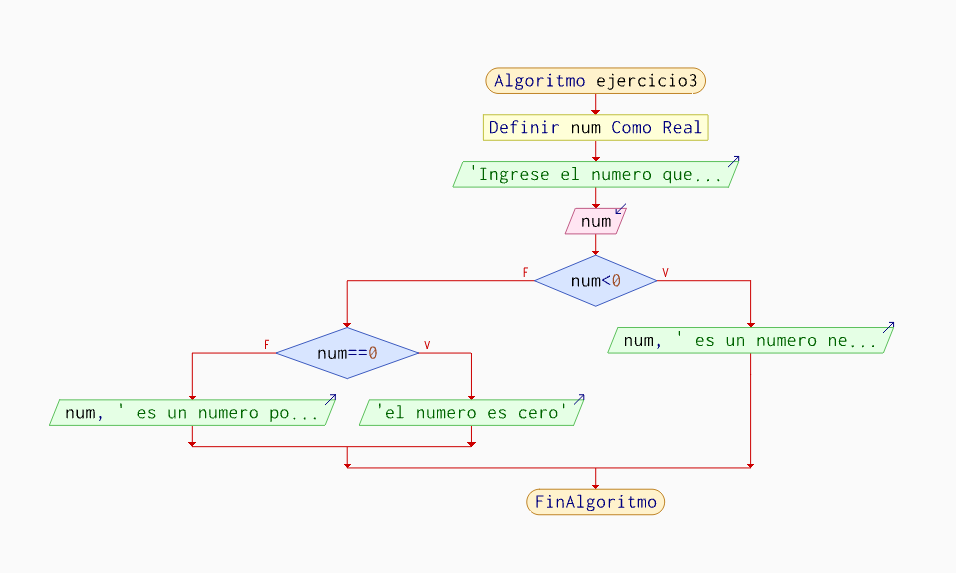 Algoritmo ejercicio3
Definir num Como Real
'Ingrese el numero que...
num
num<0
F
V
num==0
F
V
num, ' es un numero ne...
num, ' es un numero po...
'el numero es cero'
FinAlgoritmo